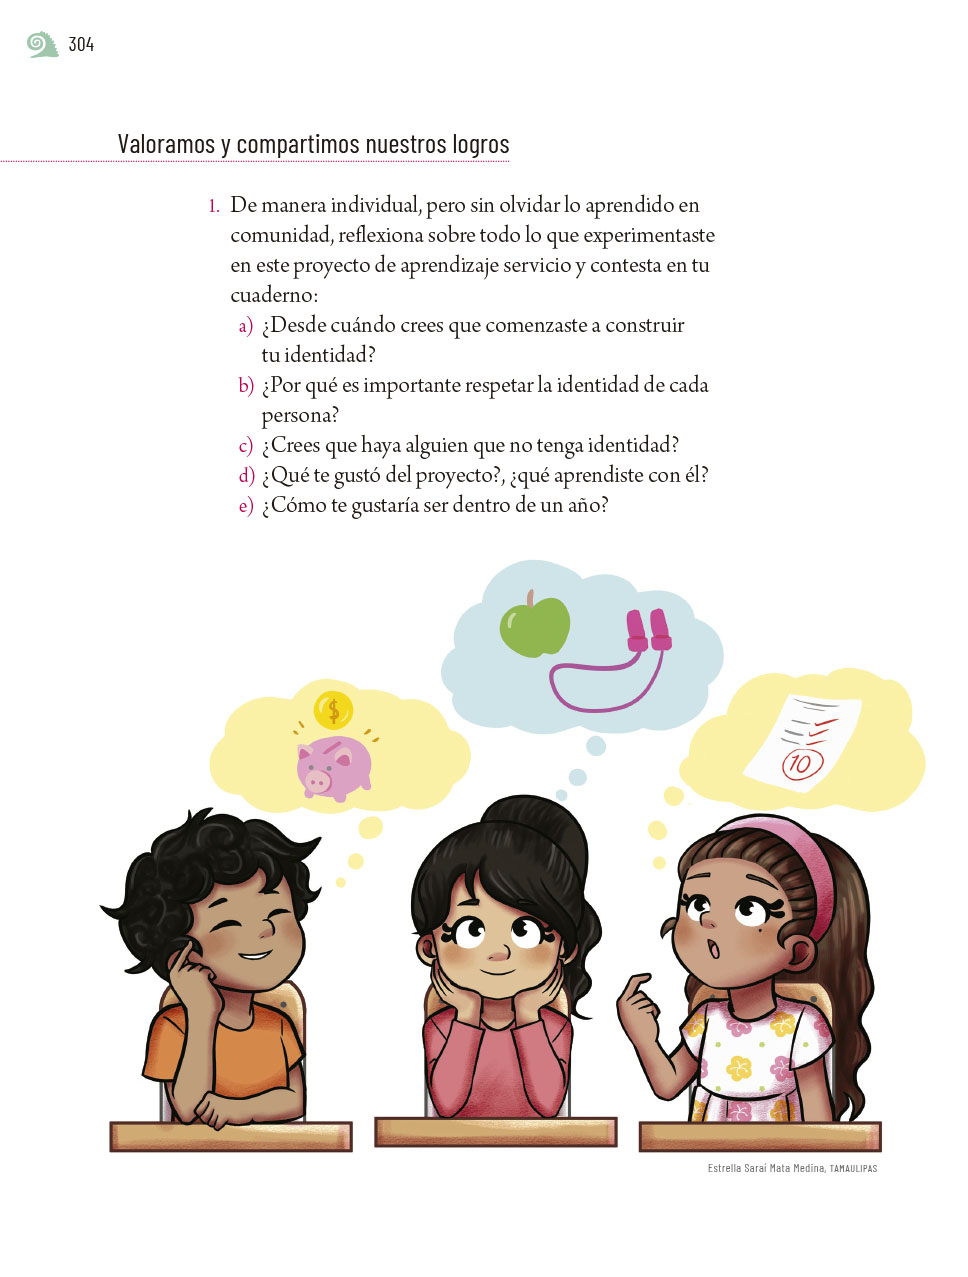 304
Valoramos y compartimos nuestros logros
1. De manera individual, pero sin olvidar lo aprendido en
comunidad, reflexiona sobre todo lo que experimentaste
en este proyecto de aprendizaje servicio y contesta en tu
cuaderno:
a) ¿Desde cuándo crees que comenzaste a construir
tu identidad?
b) ¿Por qué es importante respetar la identidad de cada
persona?
c) ¿Crees que haya alguien que no tenga identidad?
d) ¿Qué te gustó del proyecto?, ¿qué aprendiste con él?
e) ¿Cómo te gustaría ser dentro de un año?
$
10
Estrella Saraí Mata Medina, TAMAULIPAS